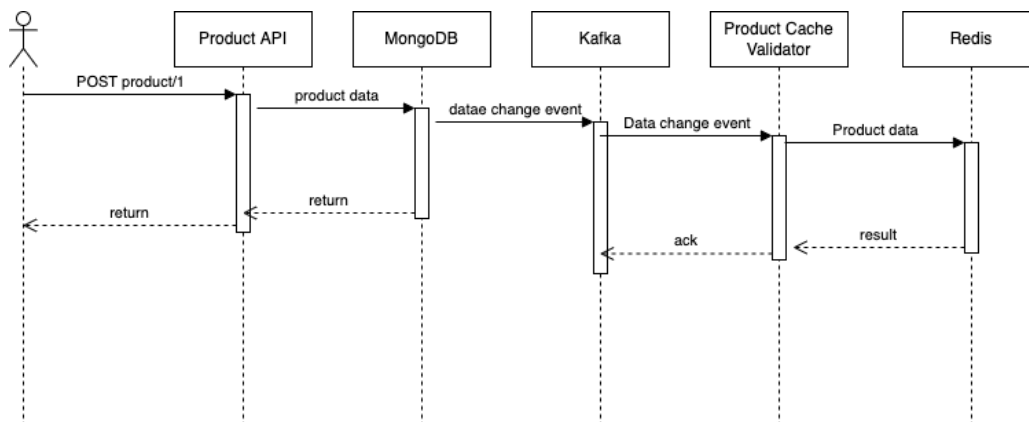 Product API
MongoDB
Kafka
Product Cache
Validator
Redis
POST product/1
product data
datae change event
Data change event
Product data
return
return
ack
result